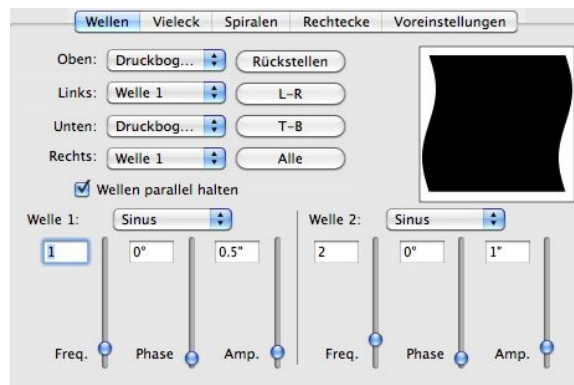 Wellen Vieleck Spiralen Rechtecke Voreinstellungen
Oben: Druckbog... Rückstellen
Links: Welle 1 L-R
Unten: Druckbog... T-B
Rechts: Welle 1 Alle
Wellen parallel halten
Welle 1: Sinus Welle 2: Sinus
1 0° 0.5" 2 0° 1"
Freq. Phase Amp. Freq. Phase Amp.